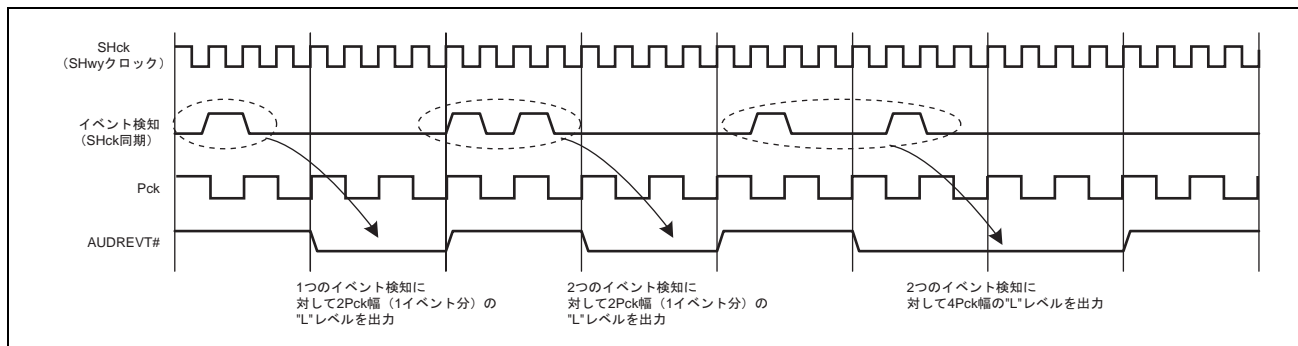 SHck
（SHwyクロック）
イベント検知
（SHck同期）
Pck
AUDREVT#
1つのイベント検知に
対して2Pck幅（1イベント分）の
"L"レベルを出力
2つのイベント検知に
対して2Pck幅（1イベント分）の
"L"レベルを出力
2つのイベント検知に
対して4Pck幅の"L"レベルを出力